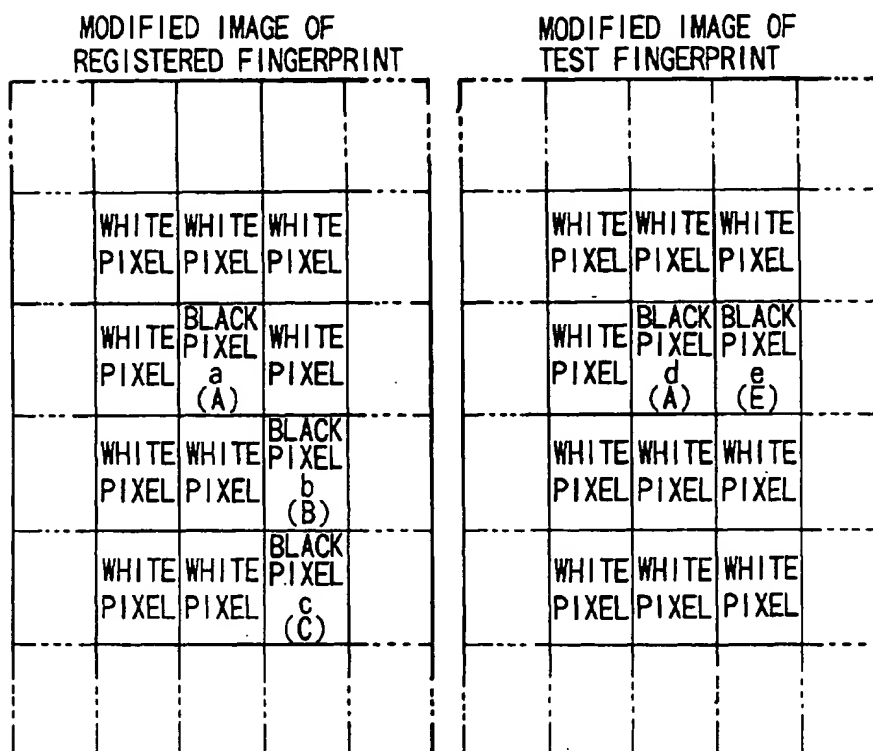 MODIFIED IMAGE OF
REGISTERED FINGERPRINT
WHITE PIXEL WHITE PIXEL WHITE PIXEL
WHITE PIXEL BLACK PIXEL a (A) WHITE PIXEL
WHITE PIXEL WHITE PIXEL BLACK PIXEL b (B)
WHITE PIXEL WHITE PIXEL BLACK PIXEL c (C)
MODIFIED IMAGE OF
TEST FINGERPRINT
WHITE PIXEL WHITE PIXEL WHITE PIXEL
WHITE PIXEL BLACK PIXEL d (A) BLACK PIXEL e (E)
WHITE PIXEL WHITE PIXEL WHITE PIXEL
WHITE PIXEL WHITE PIXEL WHITE PIXEL